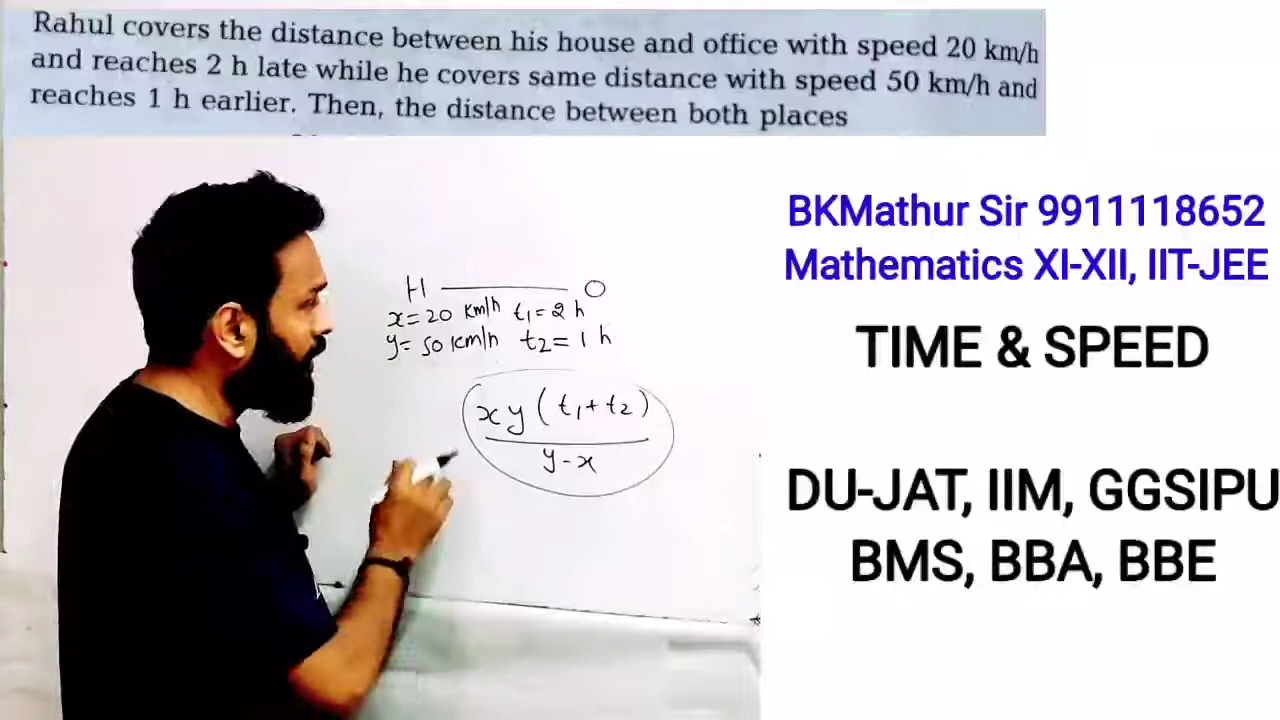 Rahul covers the distance between his house and office with speed 20 km/h
and reaches 2 h late while he covers same distance with speed 50 km/h and
reaches 1 h earlier. Then, the distance between both places
BKMathur Sir 9911118652
Mathematics XI-XII, IIT-JEE
TIME & SPEED
DU-JAT, IIM, GGSIPU
BMS, BBA, BBE
H —— O
x=20 km/h t₁=2 h
y=50 km/h t₂=1 h
xy(t₁+t₂)
y-x